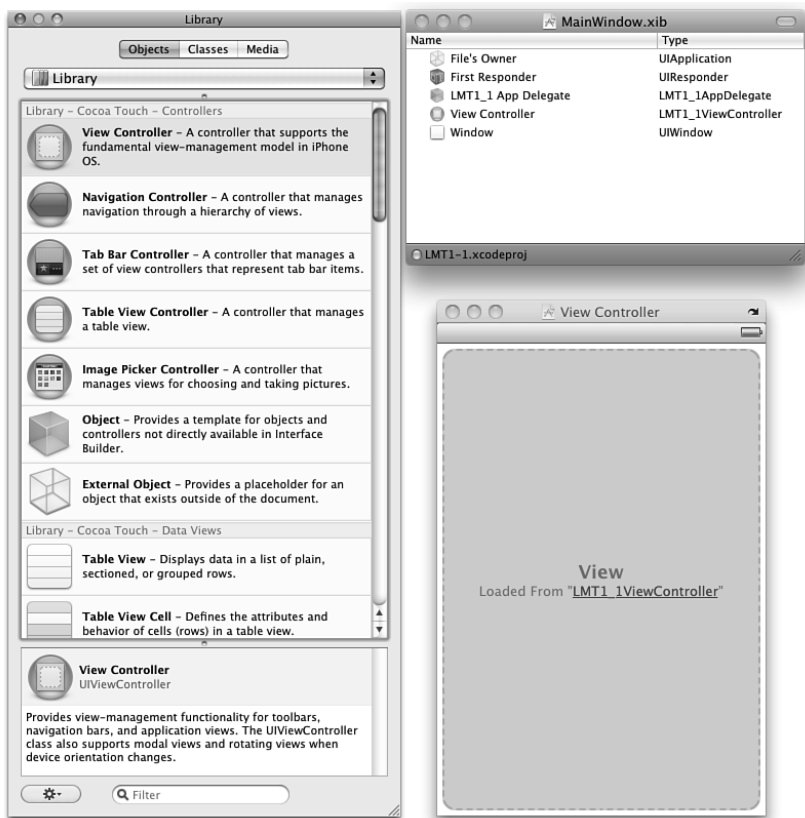 Library
Objects Classes Media
Library
Library – Cocoa Touch – Controllers
View Controller – A controller that supports the
fundamental view-management model in iPhone
OS.
Navigation Controller – A controller that manages
navigation through a hierarchy of views.
Tab Bar Controller – A controller that manages a
set of view controllers that represent tab bar items.
Table View Controller – A controller that manages
a table view.
Image Picker Controller – A controller that
manages views for choosing and taking pictures.
Object – Provides a template for objects and
controllers not directly available in Interface
Builder.
External Object – Provides a placeholder for an
object that exists outside of the document.
Library – Cocoa Touch – Data Views
Table View – Displays data in a list of plain,
sectioned, or grouped rows.
Table View Cell – Defines the attributes and
behavior of cells (rows) in a table view.
View Controller
UIViewController
Provides view-management functionality for toolbars,
navigation bars, and application views. The UIViewController
class also supports modal views and rotating views when
device orientation changes.
Filter
MainWindow.xib
Name Type
File's Owner UIApplication
First Responder UIResponder
LMT1_1 App Delegate LMT1_1AppDelegate
View Controller LMT1_1ViewController
Window UIWindow
LMT1-1.xcodeproj
View Controller
View
Loaded From "LMT1_1ViewController"